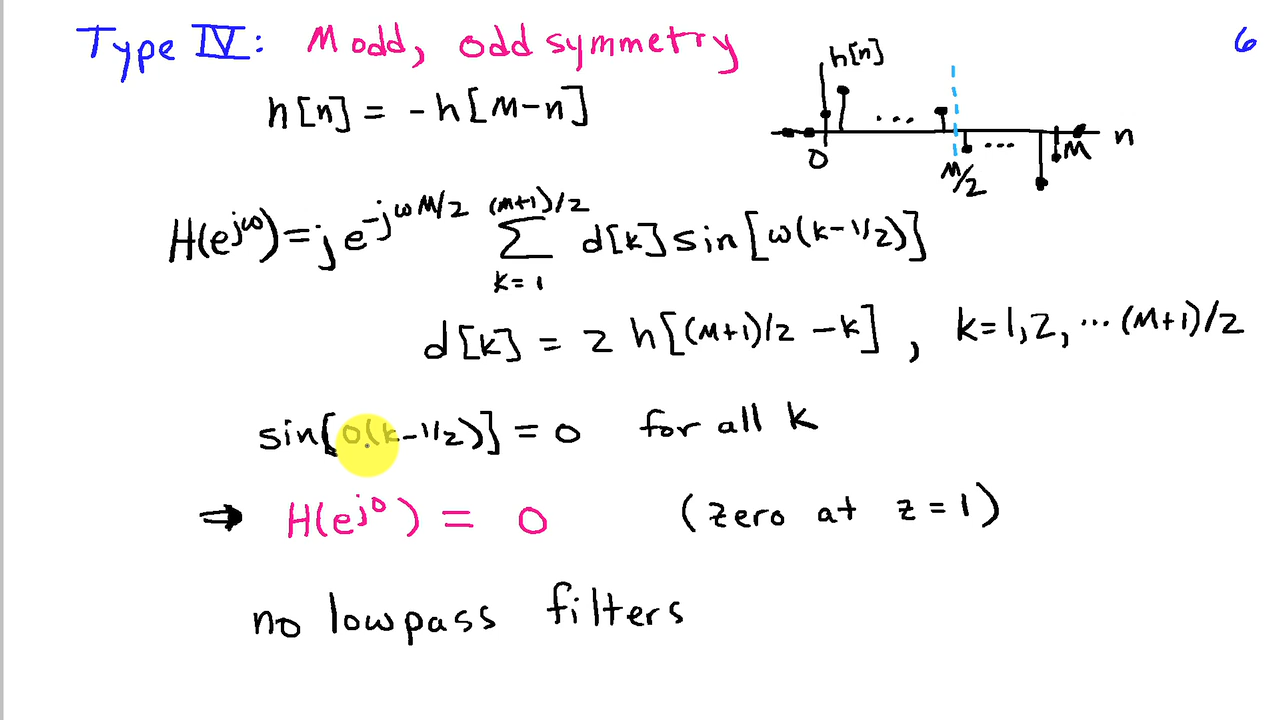 Type IV: M odd, odd symmetry
6
h[n] = -h[M-n]
h[n]
0
...
M/2
...
M
n
H(e^{jω}) = j e^{-jωM/2} ∑_{k=1}^{(M+1)/2} d[k] sin[ω(k-1/2)]
d[k] = 2 h[(M+1)/2 -k] , k=1,2, ... (M+1)/2
sin[0(k-1/2)] = 0 for all k
⇒ H(e^{j0}) = 0 (zero at z = 1)
no lowpass filters